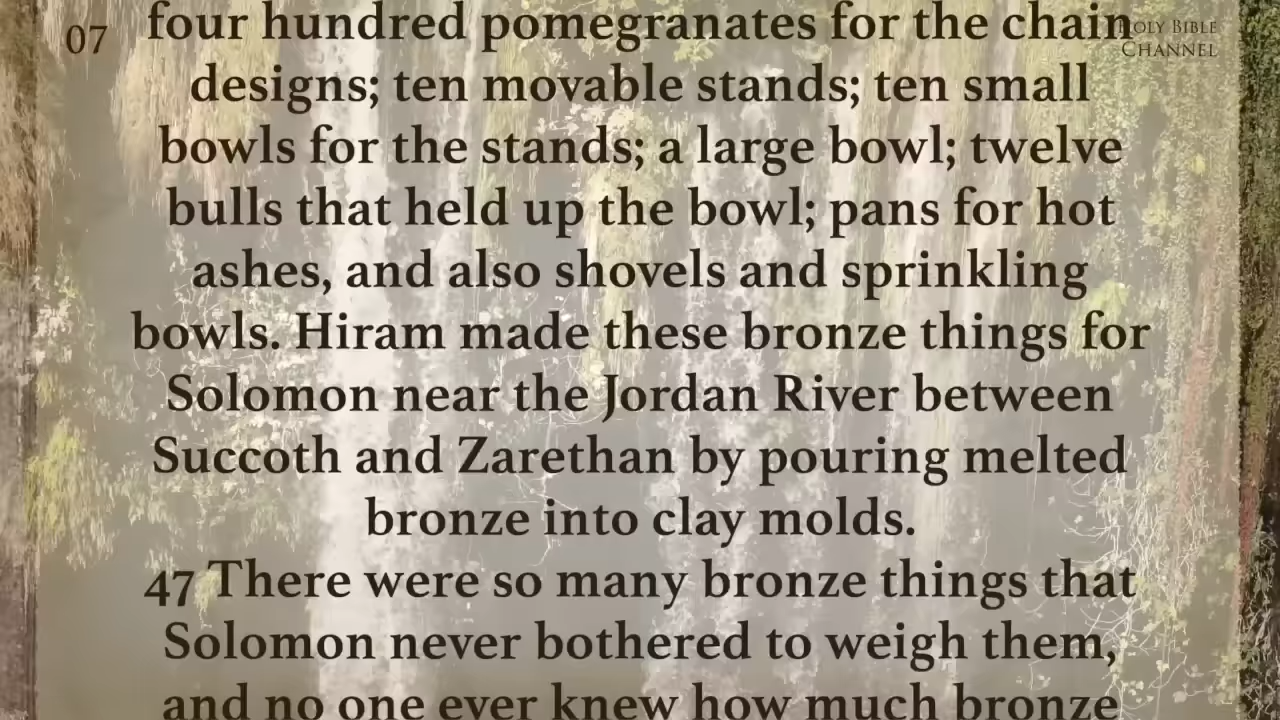 07
HOLY BIBLE
CHANNEL
four hundred pomegranates for the chain
designs; ten movable stands; ten small
bowls for the stands; a large bowl; twelve
bulls that held up the bowl; pans for hot
ashes, and also shovels and sprinkling
bowls. Hiram made these bronze things for
Solomon near the Jordan River between
Succoth and Zarethan by pouring melted
bronze into clay molds.
47 There were so many bronze things that
Solomon never bothered to weigh them,
and no one ever knew how much bronze